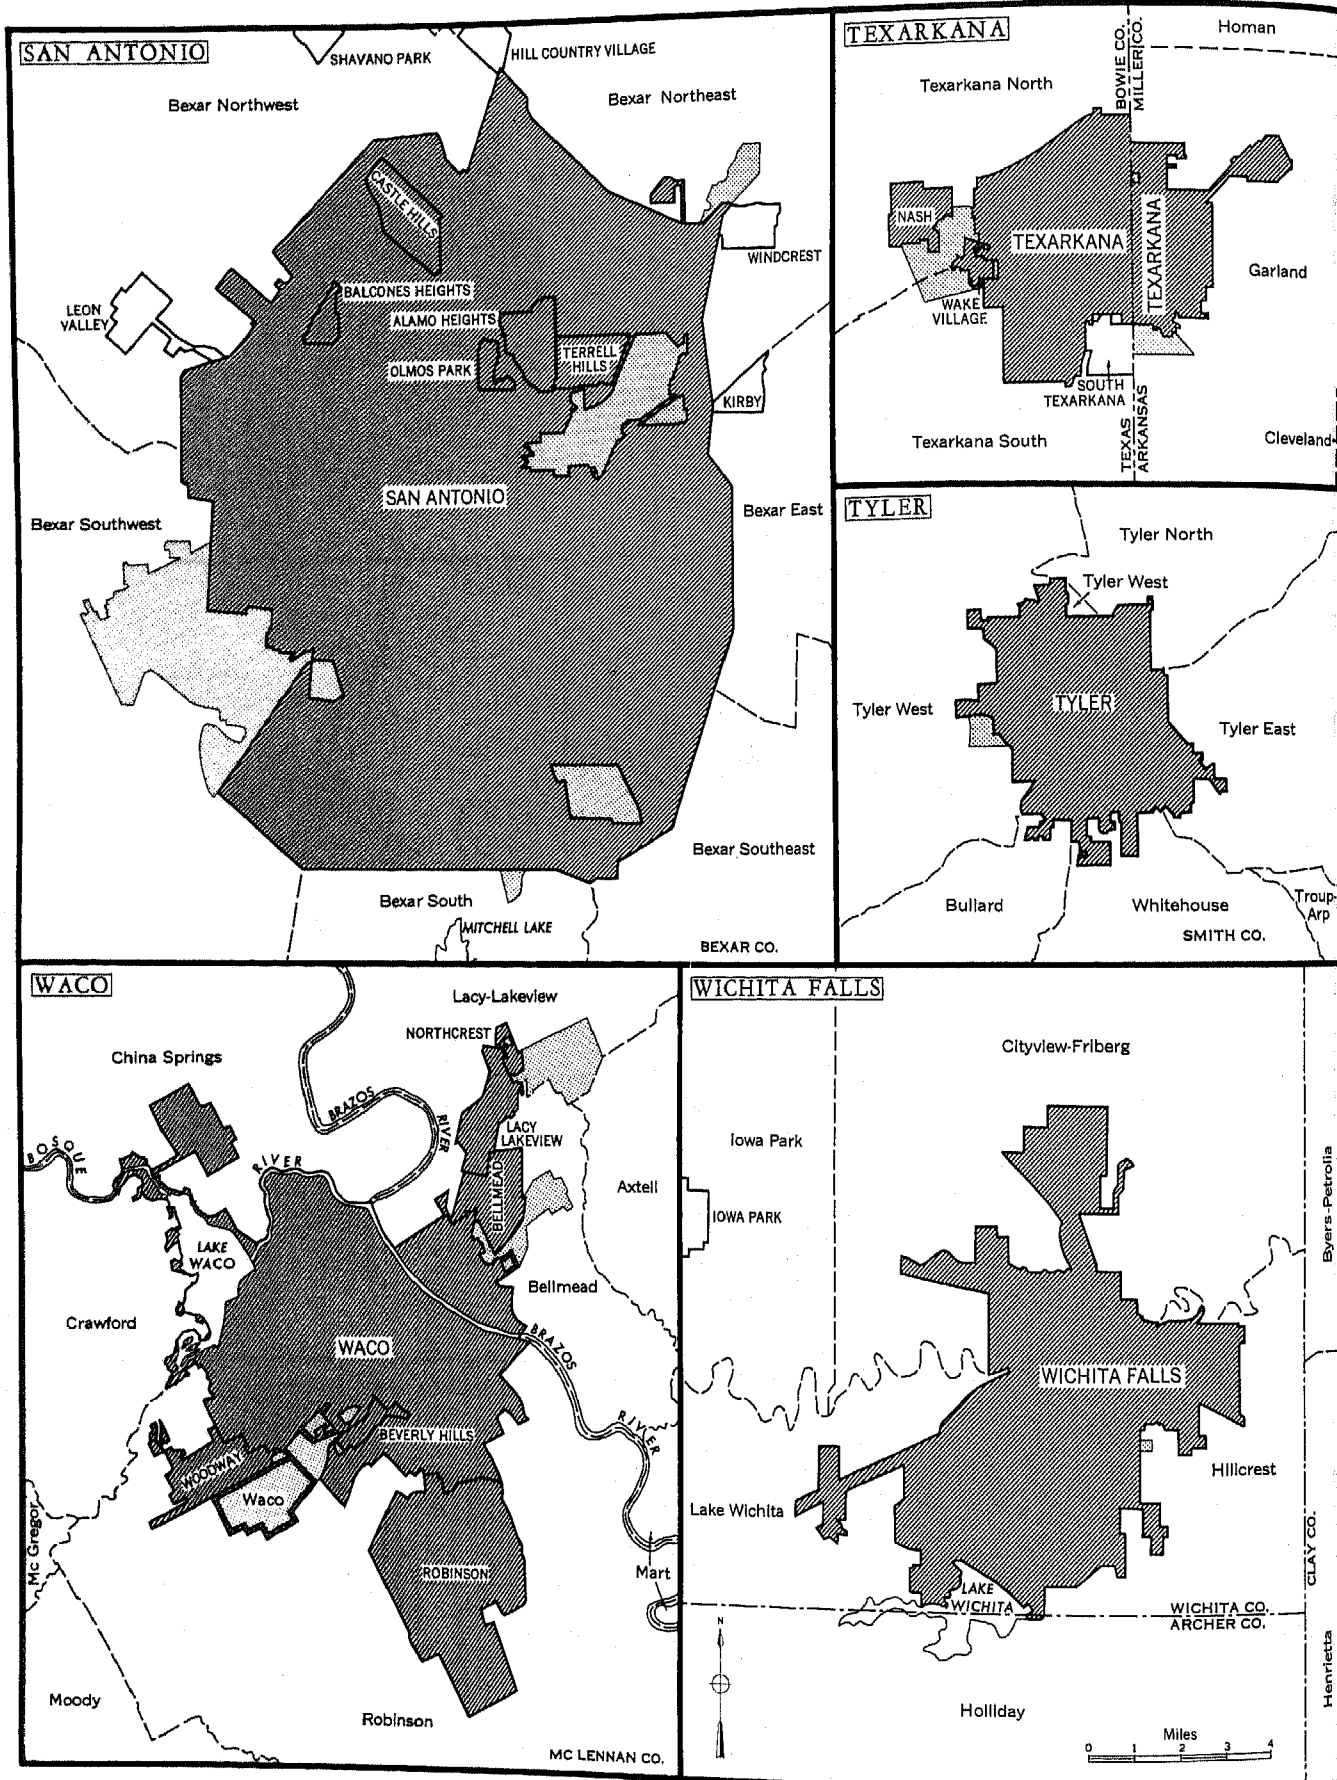 SAN ANTONIO
SHAVANO PARK
HILL COUNTRY VILLAGE
Bexar Northwest
Bexar Northeast
CASTLE HILLS
WINDCREST
LEON
VALLEY
BALCONES HEIGHTS
ALAMO HEIGHTS
TERRELL
HILLS
OLMOS PARK
KIRBY
SAN ANTONIO
Bexar Southwest
Bexar East
Bexar Southeast
Bexar South
MITCHELL LAKE
BEXAR CO.
TEXARKANA
BOWIE CO.
MILLER CO.
Homan
Texarkana North
NASH
TEXARKANA
TEXARKANA
Garland
WAKE
VILLAGE
SOUTH
TEXARKANA
Texarkana South
TEXAS
ARKANSAS
Cleveland
TYLER
Tyler North
Tyler West
Tyler West
TYLER
Tyler East
Bullard
Whitehouse
Troup-
Arp
SMITH CO.
WACO
Lacy-Lakeview
NORTHCREST
China Springs
BRAZOS
RIVER
LACY
LAKEVIEW
BOSQUE
RIVER
BELLMEAD
Axtell
LAKE
WACO
Bellmead
Crawford
WACO
BRAZOS
RIVER
BEVERLY HILLS
WOODWAY
Waco
Mc Gregor
ROBINSON
Mart
Moody
Robinson
MC LENNAN CO.
WICHITA FALLS
Cityview-Friberg
Iowa Park
IOWA PARK
Byers-Petrolia
WICHITA FALLS
Hillcrest
Lake Wichita
CLAY CO.
LAKE
WICHITA
WICHITA CO.
ARCHER CO.
N
Henrietta
Holliday
Miles
0 1 2 3 4